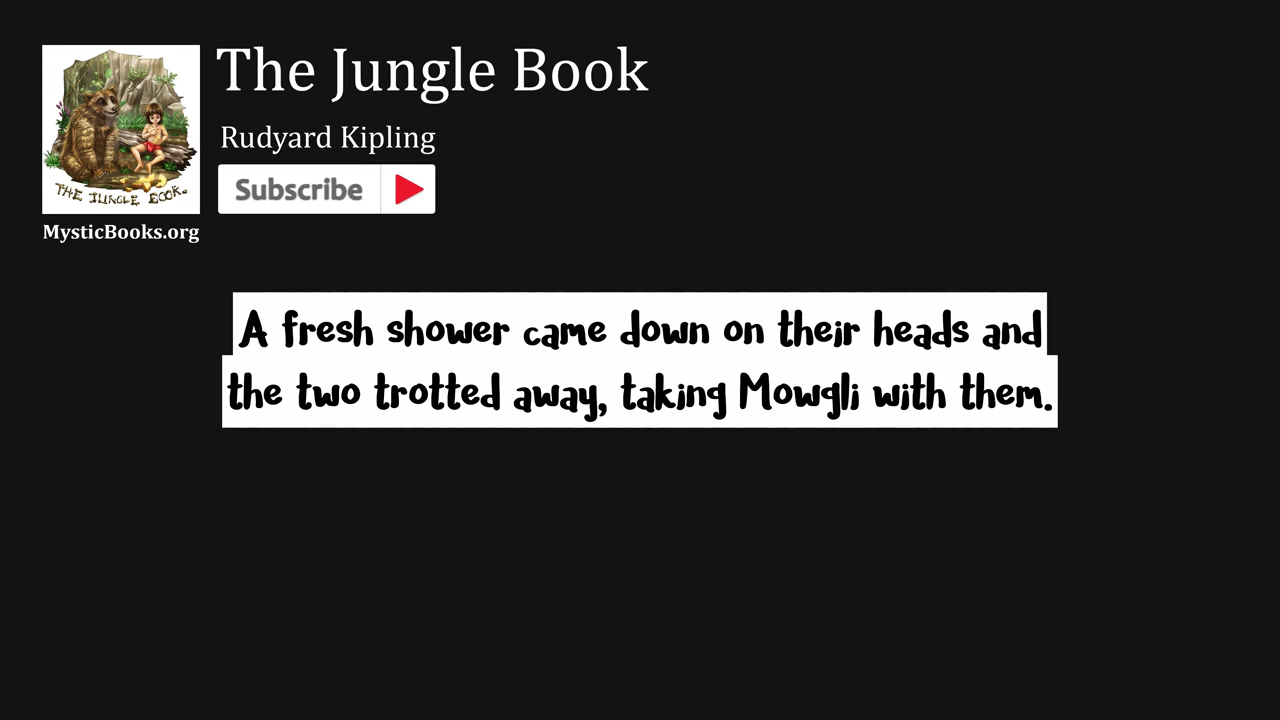 The Jungle Book
Rudyard Kipling
Subscribe
THE JUNGLE BOOK.
MysticBooks.org
A fresh shower came down on their heads and
the two trotted away, taking Mowgli with them.